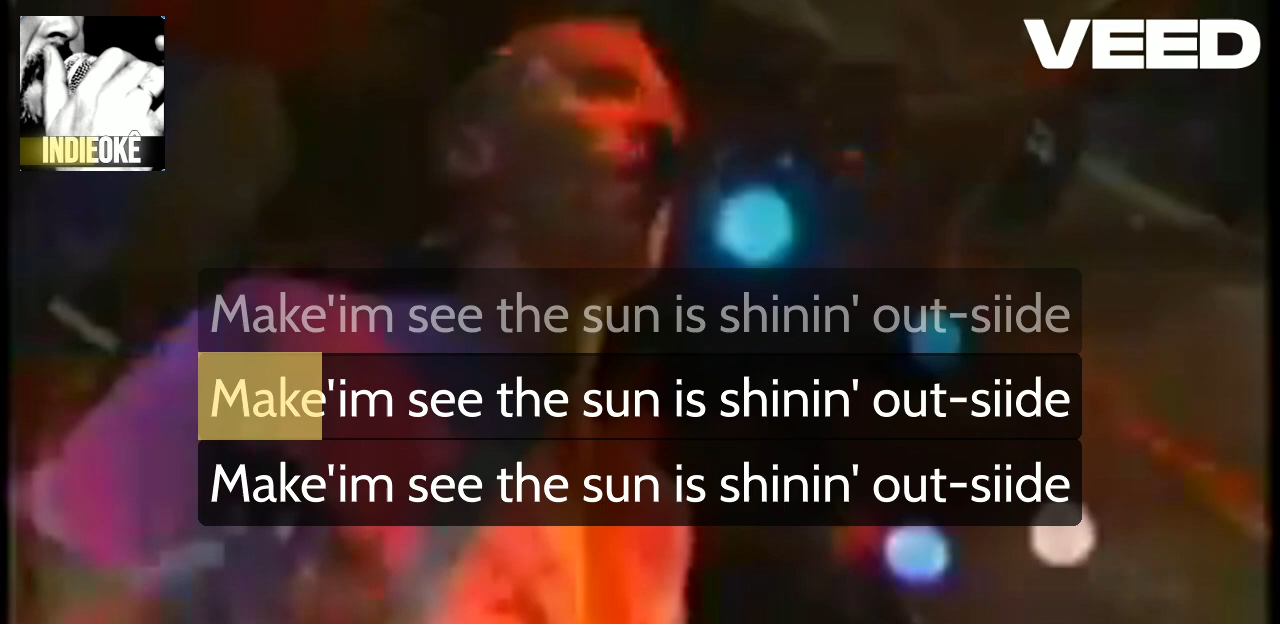 INDIEOKÊ
VEED
Make'im see the sun is shinin' out-siide
Make'im see the sun is shinin' out-siide
Make'im see the sun is shinin' out-siide